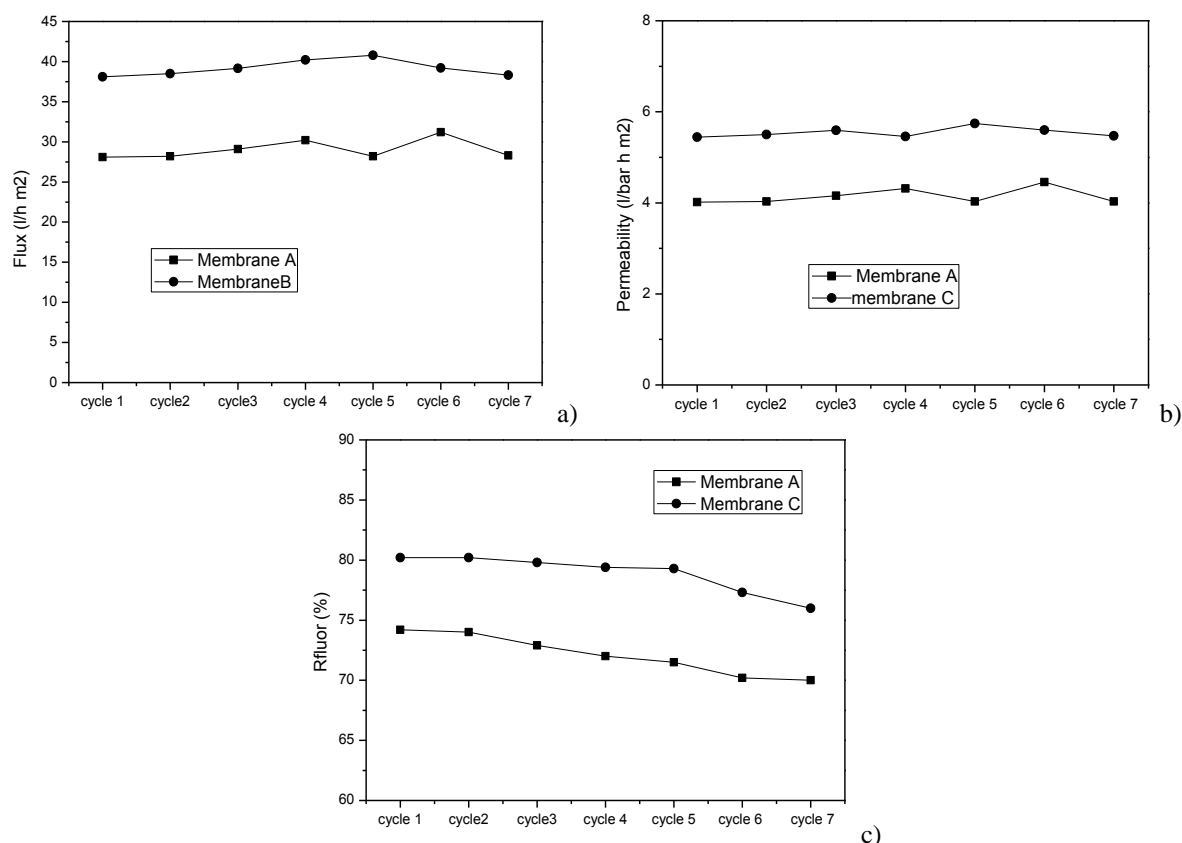 45
40
35
30
25
20
15
10
5
0
Flux (l/h m2)
Membrane A
MembraneB
cycle 1 cycle2 cycle3 cycle 4 cycle 5 cycle 6 cycle 7
a)
8
6
4
2
0
Permeability (l/bar h m2)
Membrane A
membrane C
cycle 1 cycle2 cycle3 cycle 4 cycle 5 cycle 6 cycle 7
b)
90
85
80
75
70
65
60
Rfluor (%)
Membrane A
Membrane C
cycle 1 cycle2 cycle3 cycle 4 cycle 5 cycle 6 cycle 7
c)